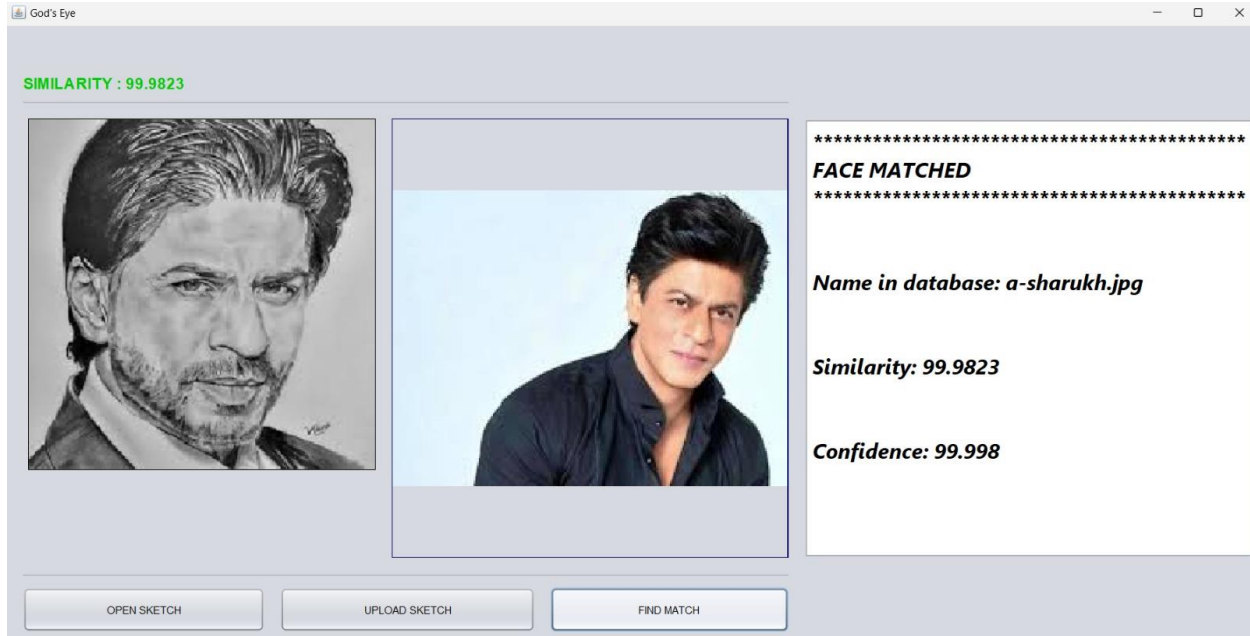 God's Eye
SIMILARITY : 99.9823
********************************************
FACE MATCHED
********************************************
Name in database: a-sharukh.jpg
Similarity: 99.9823
Confidence: 99.998
OPEN SKETCH
UPLOAD SKETCH
FIND MATCH